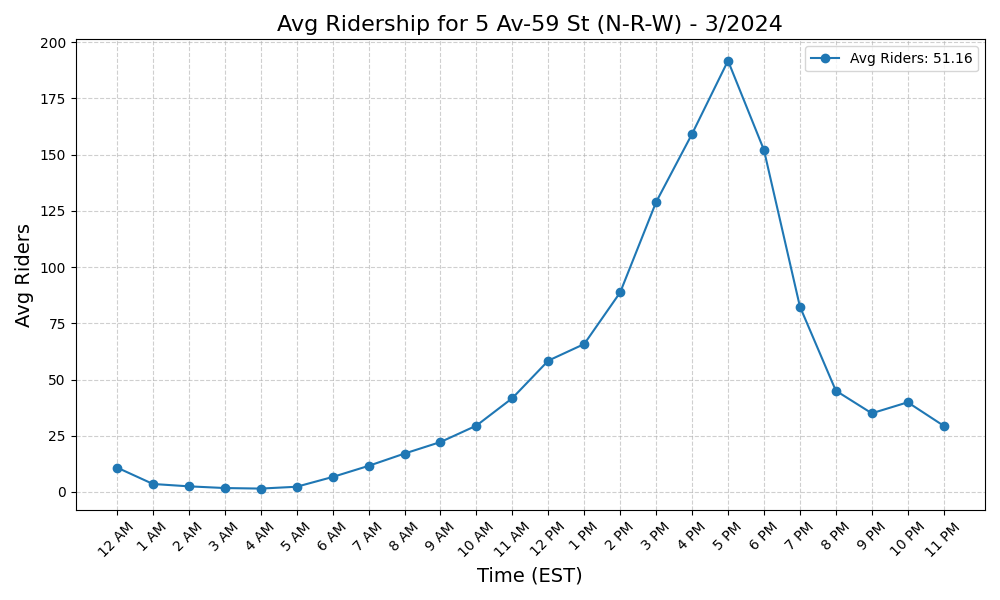 Avg Ridership for 5 Av-59 St (N-R-W) - 3/2024
Avg Riders: 51.16
Avg Riders
200
175
150
125
100
75
50
25
0
12 AM
1 AM
2 AM
3 AM
4 AM
5 AM
6 AM
7 AM
8 AM
9 AM
10 AM
11 AM
12 PM
1 PM
2 PM
3 PM
4 PM
5 PM
6 PM
7 PM
8 PM
9 PM
10 PM
11 PM
Time (EST)